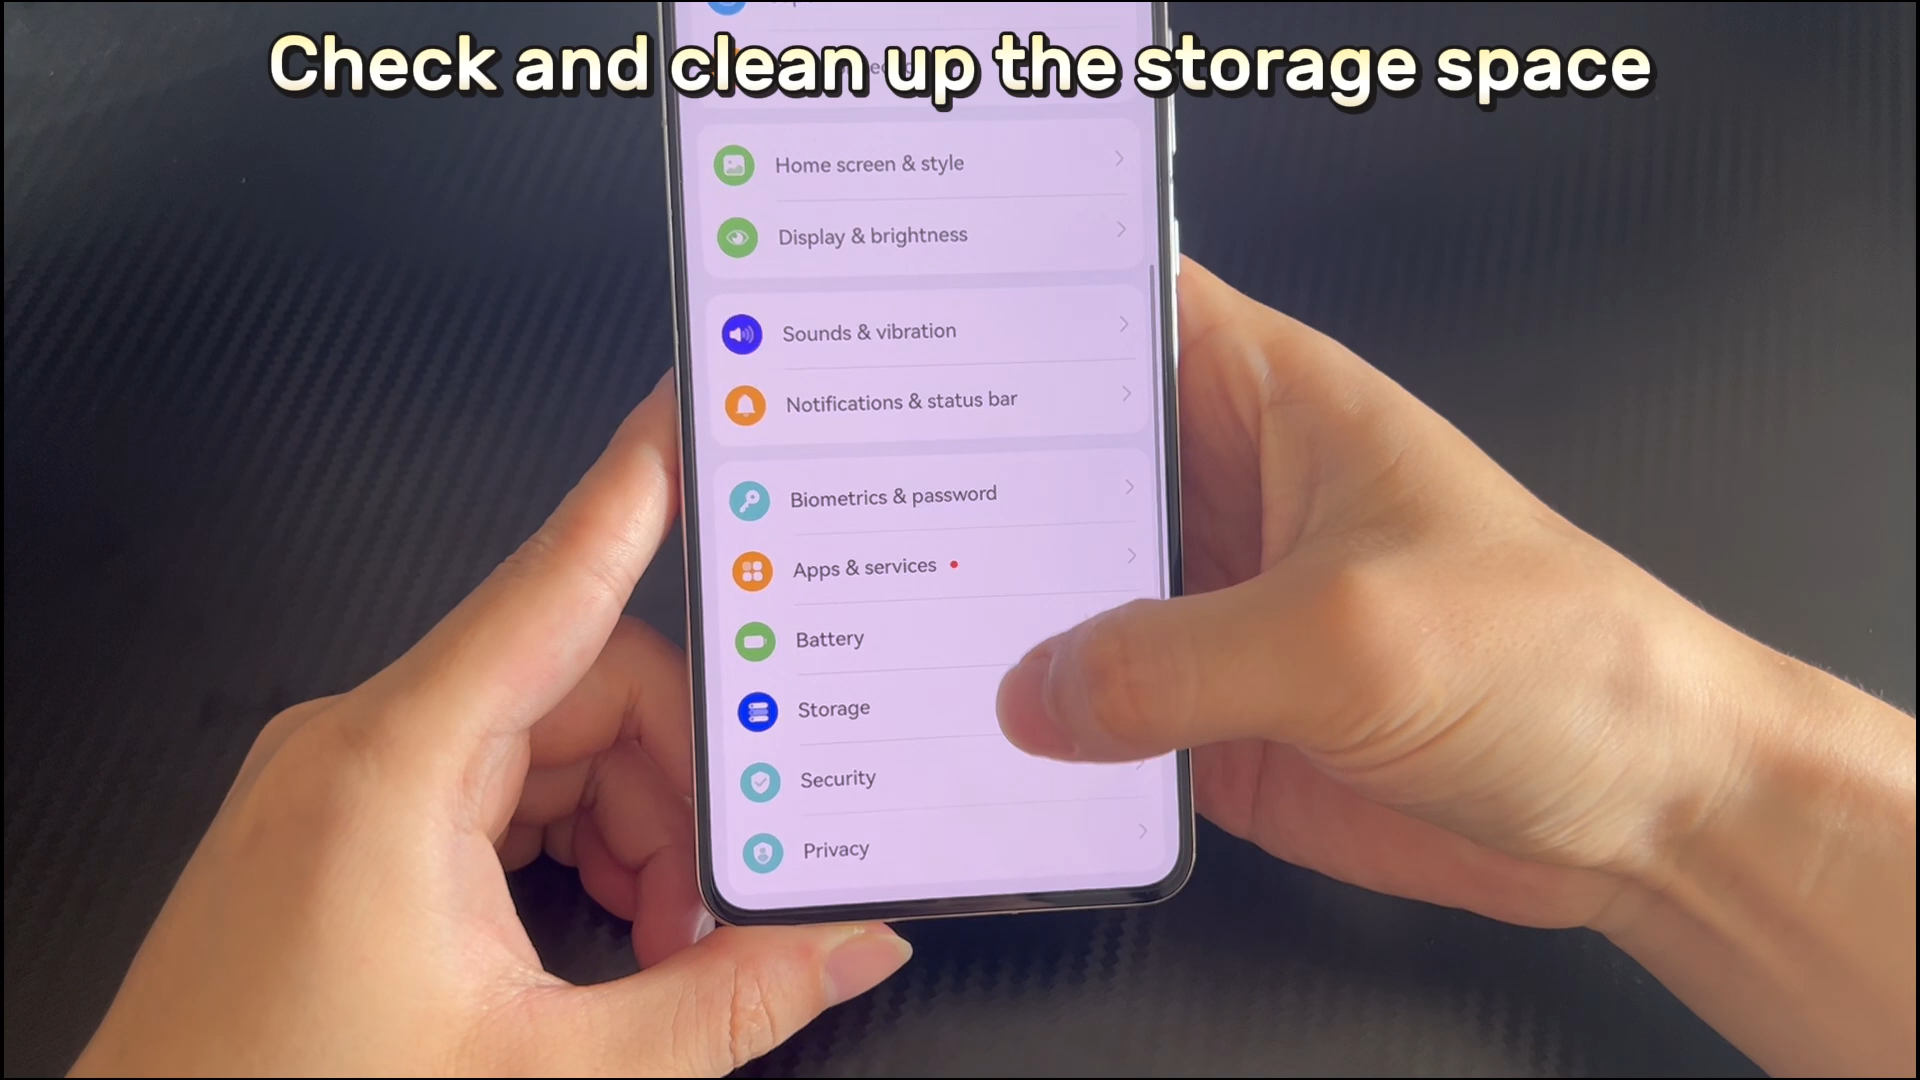 Check and clean up the storage space
Home screen & style
Display & brightness
Sounds & vibration
Notifications & status bar
Biometrics & password
Apps & services
Battery
Storage
Security
Privacy